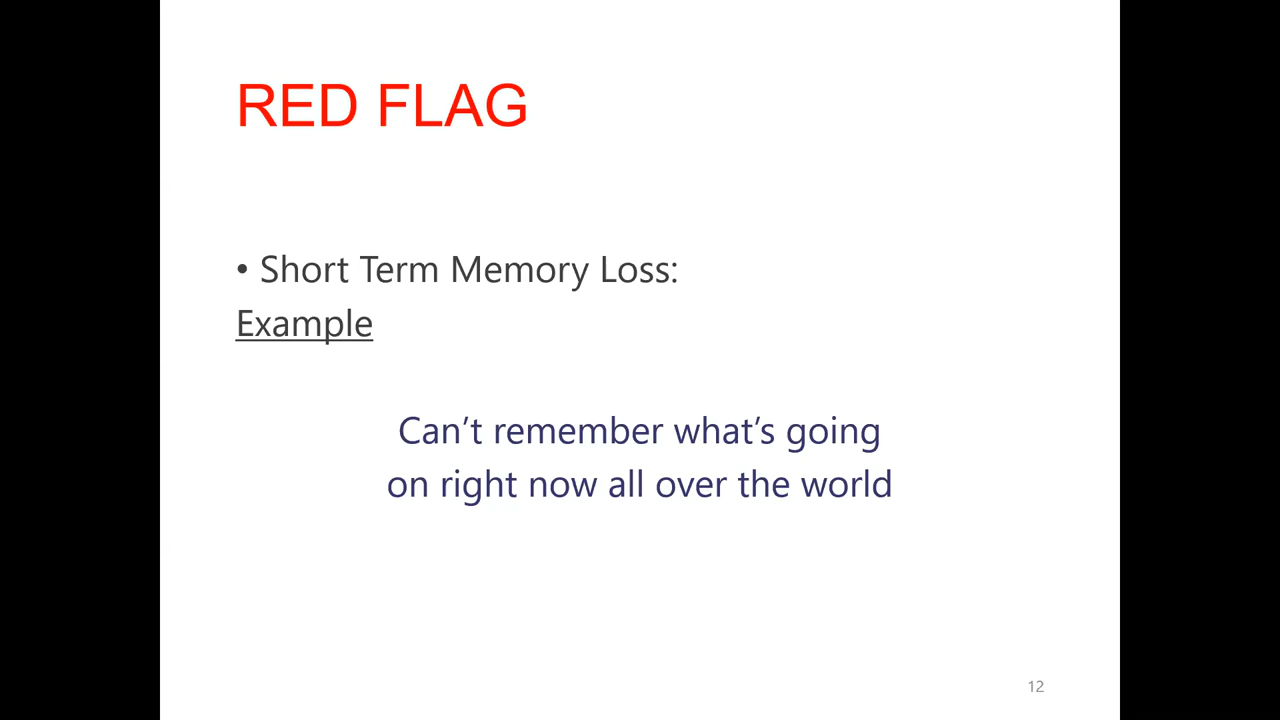 RED FLAG
• Short Term Memory Loss:
Example
Can’t remember what’s going
on right now all over the world
12